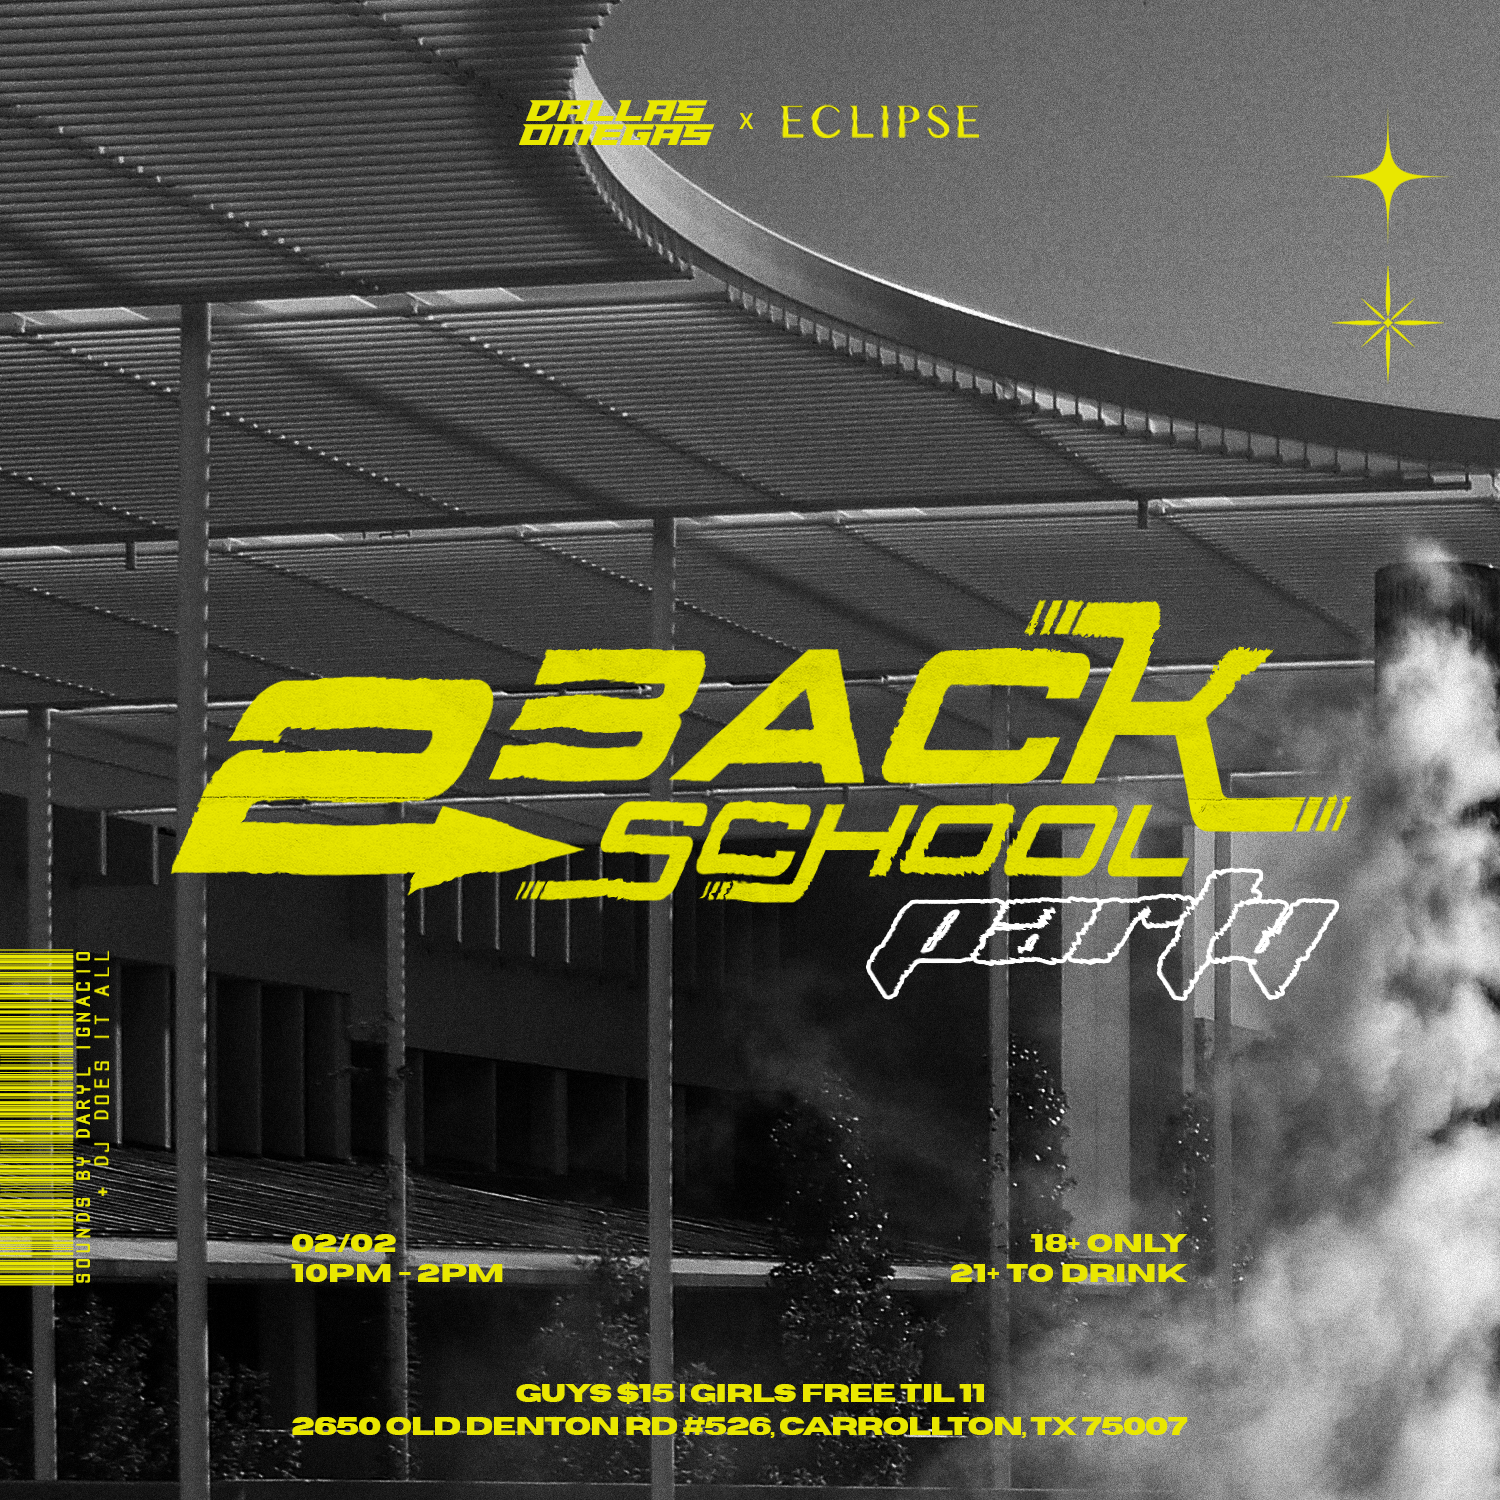 DALLAS
OMEGAS
x ECLIPSE
BACK
2 SCHOOL
party
SOUNDS BY DARYL IGNACIO
+ DJ DOES IT ALL
02/02
10PM - 2PM
18+ ONLY
21+ TO DRINK
GUYS $15 | GIRLS FREE TIL 11
2650 OLD DENTON RD #526, CARROLLTON, TX 75007